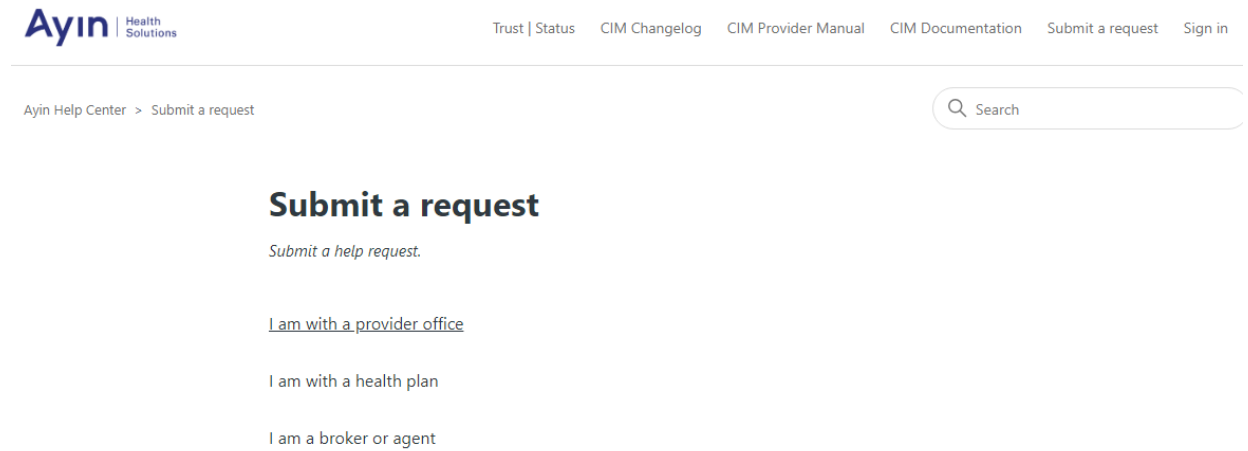 Ayin | Health Solutions
Trust | Status CIM Changelog CIM Provider Manual CIM Documentation Submit a request Sign in
Ayin Help Center > Submit a request
Search
Submit a request
Submit a help request.
I am with a provider office
I am with a health plan
I am a broker or agent